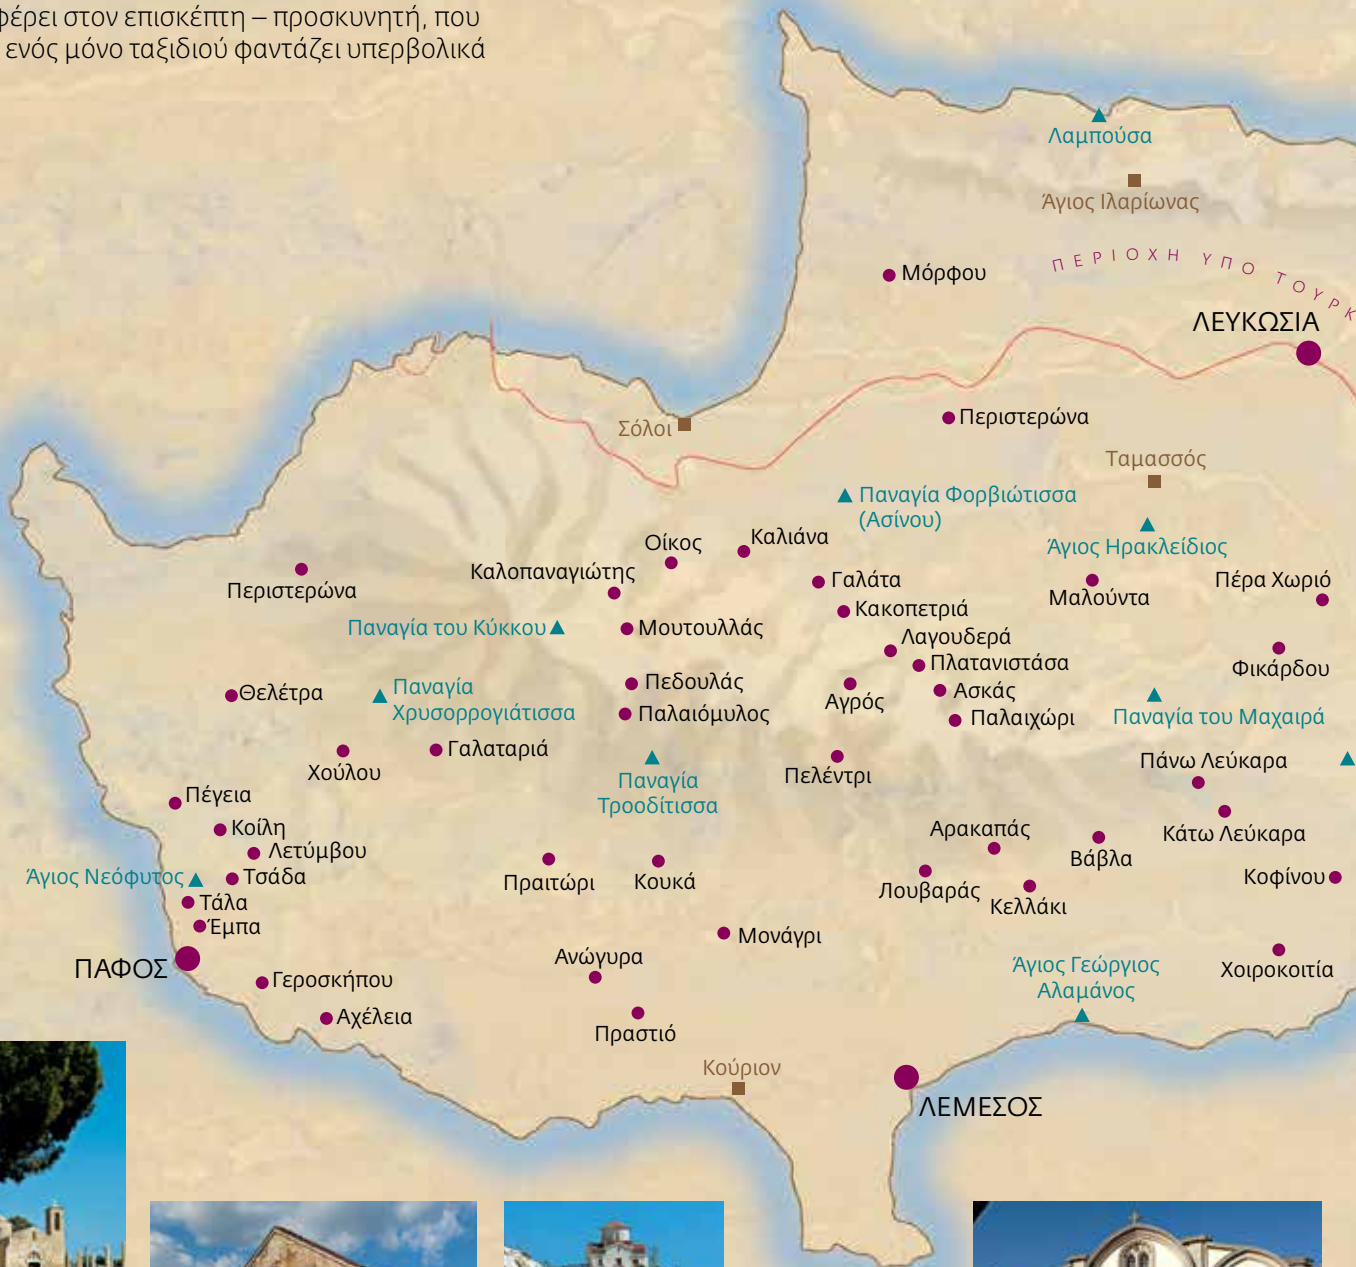 φέρει στον επισκέπτη – προσκυνητή, που
ενός μόνο ταξιδιού φαντάζει υπερβολικά
Λαμπούσα
Άγιος Ιλαρίωνας
ΠΕΡΙΟΧΗ ΥΠΟ ΤΟΥΡΚ
Μόρφου
ΛΕΥΚΩΣΙΑ
Περιστερώνα
Σόλοι
Ταμασσός
Παναγία Φορβιώτισσα
(Ασίνου)
Άγιος Ηρακλείδιος
Καλιάνα
Οίκος
Καλοπαναγιώτης
Περιστερώνα
Γαλάτα
Μαλούντα
Πέρα Χωριό
Κακοπετριά
Παναγία του Κύκκου
Μουτουλλάς
Λαγουδερά
Πλατανιστάσα
Φικάρδου
Θελέτρα
Παναγία
Χρυσορρογιάτισσα
Πεδουλάς
Αγρός
Ασκάς
Παλαιόμυλος
Παλαιχώρι
Παναγία του Μαχαιρά
Χούλου
Γαλαταριά
Παναγία
Τροοδίτισσα
Πελέντρι
Πάνω Λεύκαρα
Πέγεια
Κοίλη
Λετύμβου
Αρακαπάς
Κάτω Λεύκαρα
Βάβλα
Άγιος Νεόφυτος
Τσάδα
Πραιτώρι
Κουκά
Λουβαράς
Κελλάκι
Κοφίνου
Τάλα
Έμπα
Μονάγρι
ΠΑΦΟΣ
Ανώγυρα
Άγιος Γεώργιος
Αλαμάνος
Χοιροκοιτία
Γεροσκήπου
Αχέλεια
Πραστιό
Κούριον
ΛΕΜΕΣΟΣ